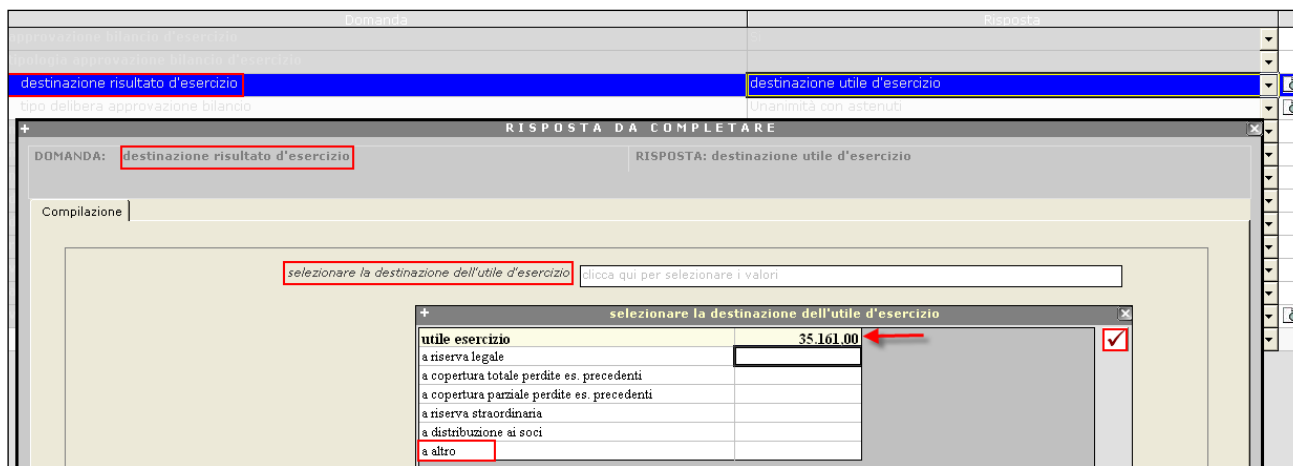 Domanda Risposta
approvazione bilancio d'esercizio
tipologia approvazione bilancio d'esercizio
destinazione risultato d'esercizio destinazione utile d'esercizio
tipo delibera approvazione bilancio Unanimità con astenuti
RISPOSTA DA COMPLETARE
DOMANDA: destinazione risultato d'esercizio RISPOSTA: destinazione utile d'esercizio
Compilazione
selezionare la destinazione dell'utile d'esercizio clicca qui per selezionare i valori
selezionare la destinazione dell'utile d'esercizio
utile esercizio 35.161,00
a riserva legale
a copertura totale perdite es. precedenti
a copertura parziale perdite es. precedenti
a riserva straordinaria
a distribuzione ai soci
a altro